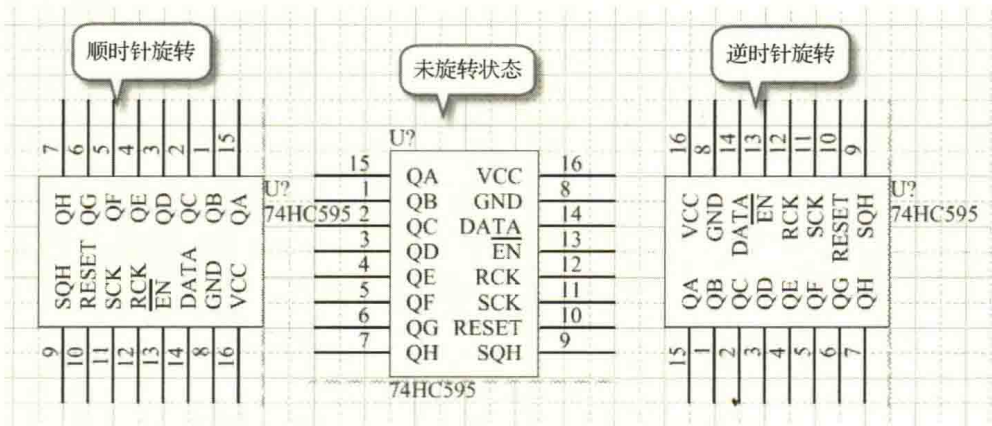 顺时针旋转
7 6 5 4 3 2 1 15
QH QG QF QE QD QC QB QA
SQH RESET SCK RCK EN DATA GND VCC
9 10 11 12 13 14 8 16
U?
74HC595
未旋转状态
U?
15 QA VCC 16
1 QB GND 8
2 QC DATA 14
3 QD EN 13
4 QE RCK 12
5 QF SCK 11
6 QG RESET 10
7 QH SQH 9
74HC595
逆时针旋转
16 8 14 13 12 11 10 9
VCC GND DATA EN RCK SCK RESET SQH
QA QB QC QD QE QF QG QH
15 1 2 3 4 5 6 7
U?
74HC595